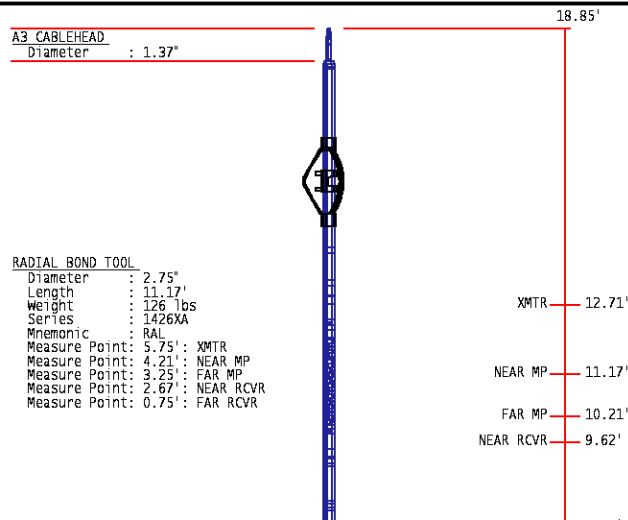 18.85'
A3 CABLEHEAD
Diameter : 1.37"
RADIAL BOND TOOL
Diameter : 2.75"
Length : 11.17'
Weight : 126 lbs
Series : 1426XA
Mnemonic : RAL
Measure Point: 5.75': XMTR
Measure Point: 4.21': NEAR MP
Measure Point: 3.25': FAR MP
Measure Point: 2.67': NEAR RCVR
Measure Point: 0.75': FAR RCVR
XMTR 12.71'
NEAR MP 11.17'
FAR MP 10.21'
NEAR RCVR 9.62'